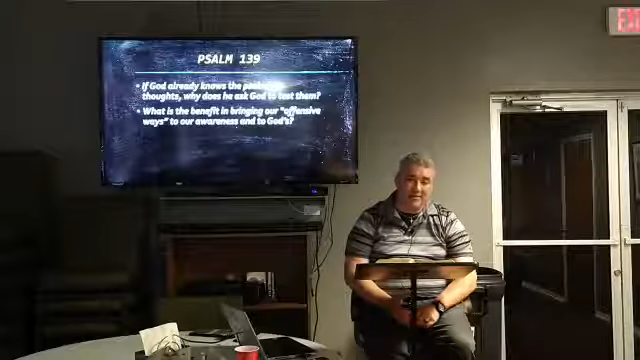 PSALM 139
• If God already knows the
thoughts, why does he ask God to test them?
• What is the benefit in bringing our "offensive
ways" to our awareness and to God's?
EXIT